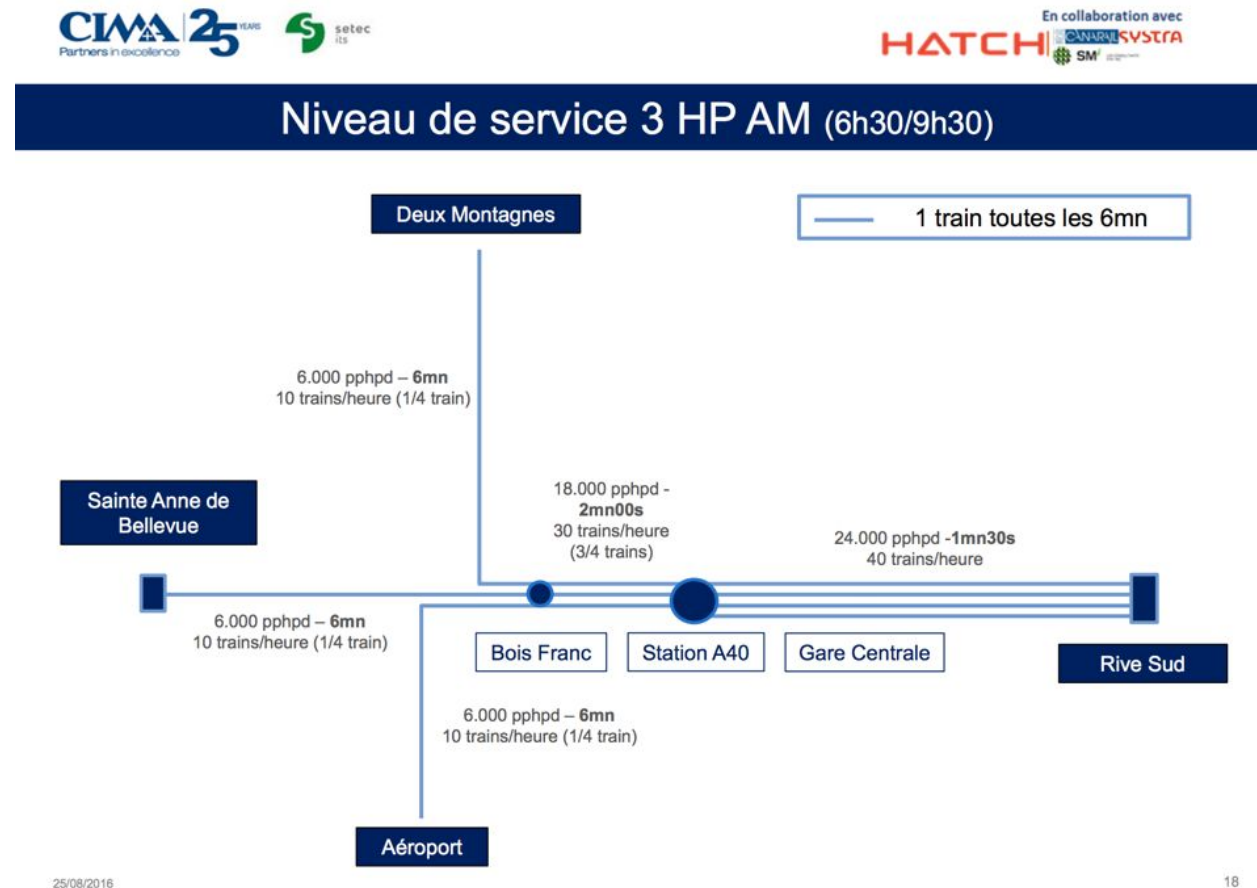 CIMA+ 25 YEARS
Partners in excellence
setec
its
En collaboration avec
HATCH
CANARAIL SYSTRA
SM
Niveau de service 3 HP AM (6h30/9h30)
Deux Montagnes
1 train toutes les 6mn
6.000 pphpd – 6mn
10 trains/heure (1/4 train)
Sainte Anne de
Bellevue
18.000 pphpd -
2mn00s
30 trains/heure
(3/4 trains)
24.000 pphpd -1mn30s
40 trains/heure
6.000 pphpd – 6mn
10 trains/heure (1/4 train)
Bois Franc
Station A40
Gare Centrale
Rive Sud
6.000 pphpd – 6mn
10 trains/heure (1/4 train)
Aéroport
25/08/2016
18